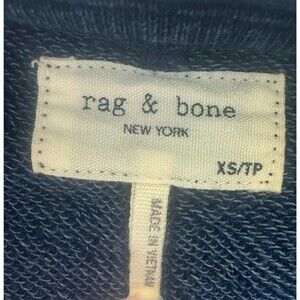 rag & bone
NEW YORK
XS/TP
MADE IN VIETNAM